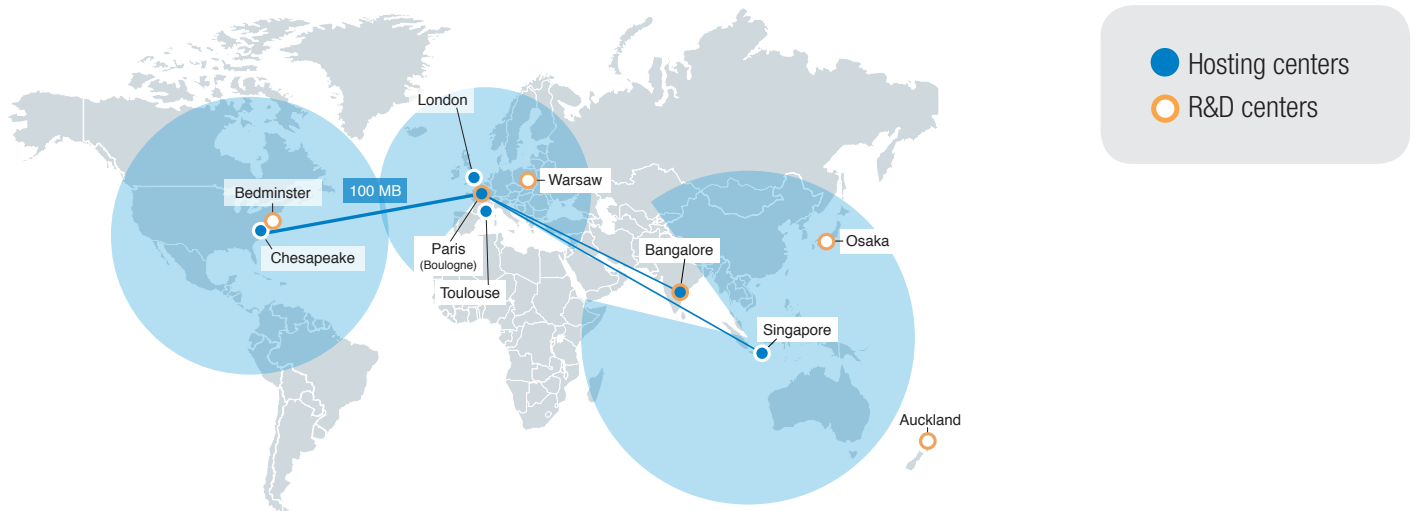 Hosting centers
R&D centers
London
Warsaw
Bedminster
100 MB
Chesapeake
Paris
(Boulogne)
Toulouse
Bangalore
Osaka
Singapore
Auckland